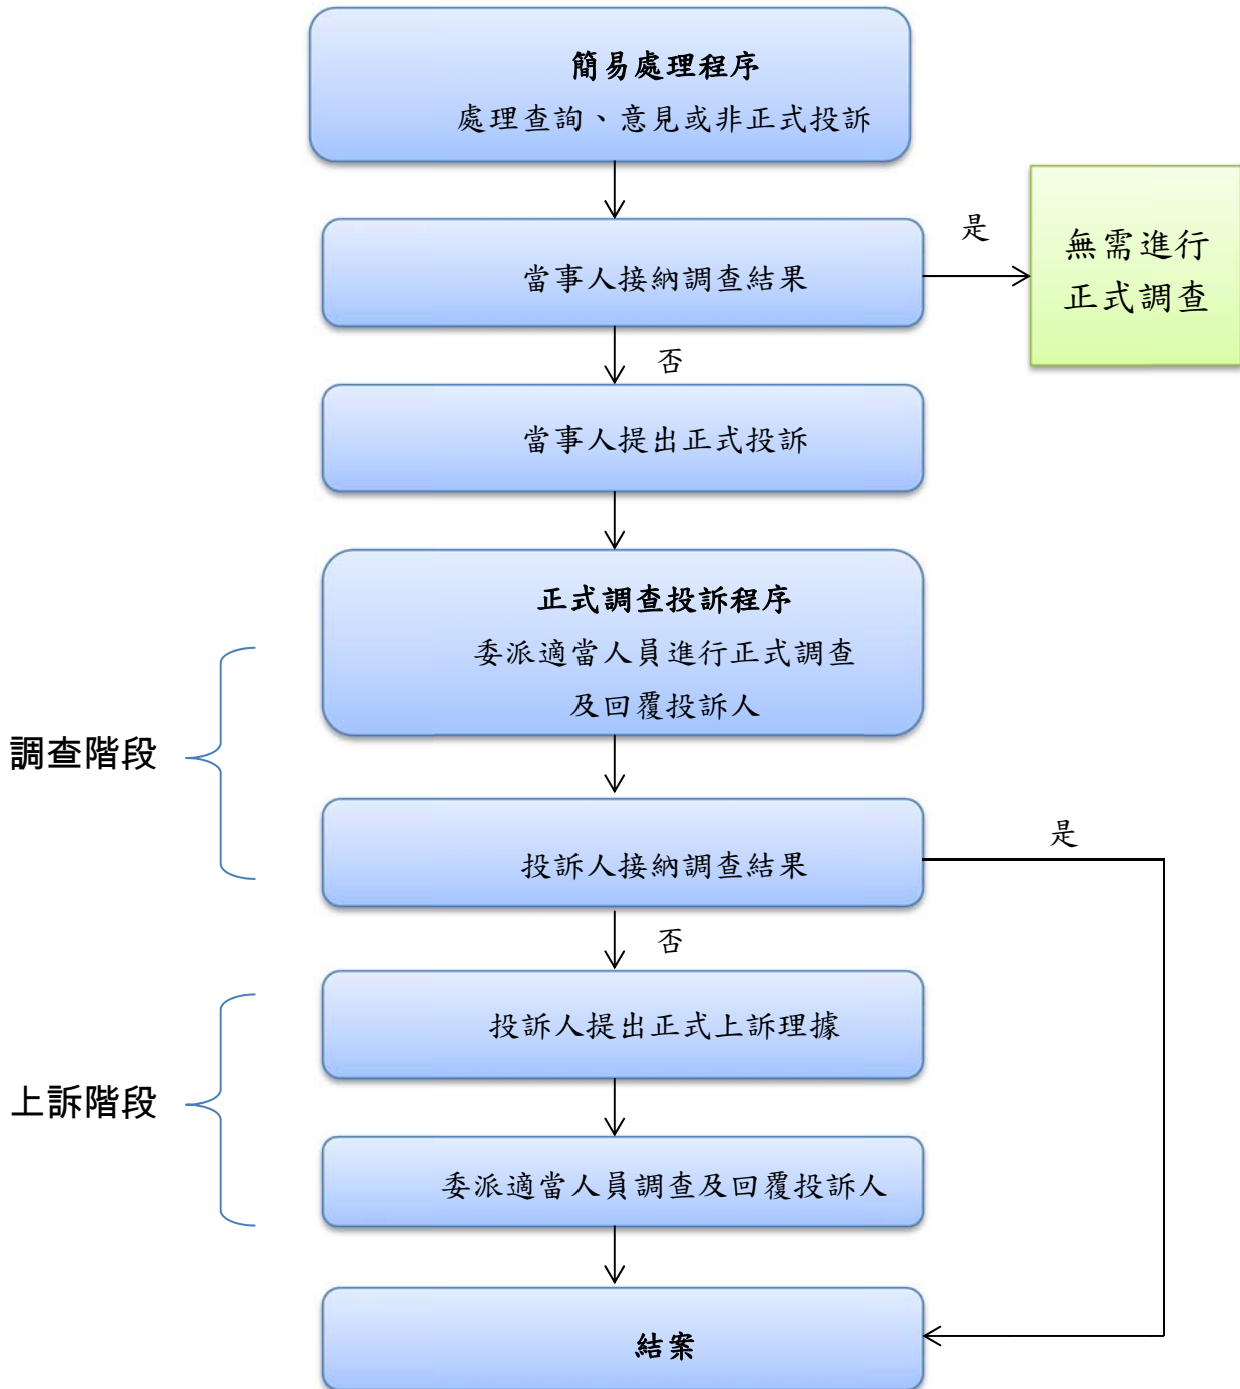 簡易處理程序
處理查詢、意見或非正式投訴
當事人接納調查結果
是
無需進行
正式調查
否
當事人提出正式投訴
正式調查投訴程序
委派適當人員進行正式調查
及回覆投訴人
調查階段
投訴人接納調查結果
是
否
投訴人提出正式上訴理據
上訴階段
委派適當人員調查及回覆投訴人
結案